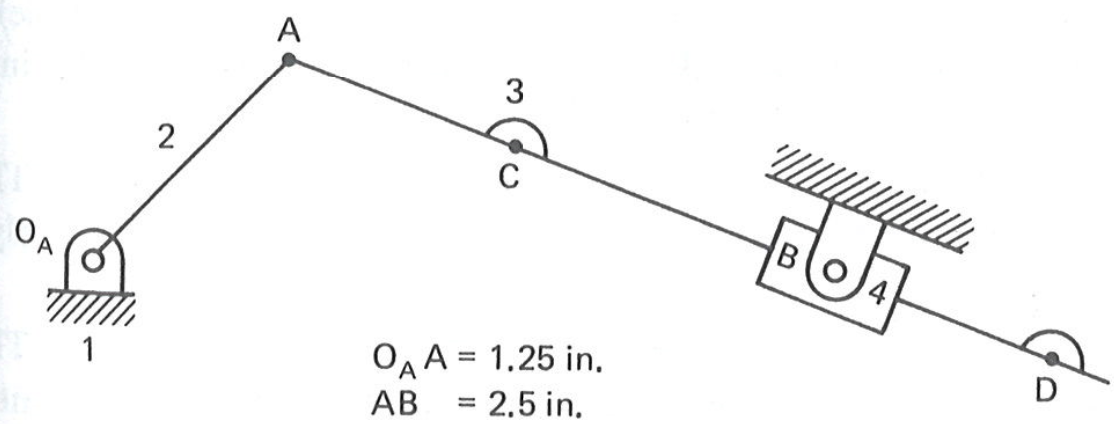 A
3
2
C
O_A
B
4
1
O_A A = 1.25 in.
AB = 2.5 in.
D